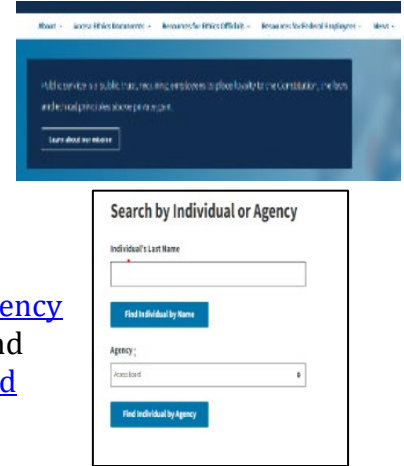 About Access Ethics Documents Resources for Ethics Officials Resources for Federal Employees News
Public service is a public trust, requiring employees to place loyalty to the Constitution, the laws
and ethical principles above private gain.
Learn about our mission
Search by Individual or Agency
Individual's Last Name
Find Individual by Name
ency
nd
Agency :
d
Access Board
Find Individual by Agency